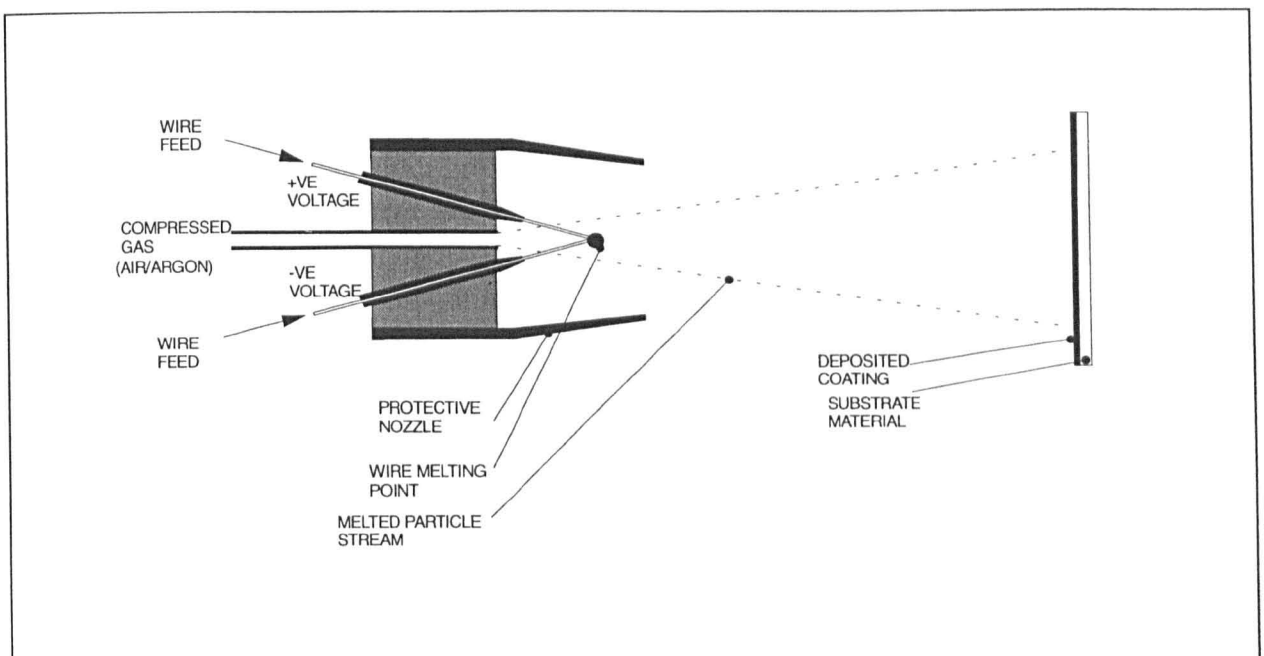 WIRE
FEED
+VE
VOLTAGE
COMPRESSED
GAS
(AIR/ARGON)
-VE
VOLTAGE
WIRE
FEED
PROTECTIVE
NOZZLE
WIRE MELTING
POINT
MELTED PARTICLE
STREAM
DEPOSITED
COATING
SUBSTRATE
MATERIAL